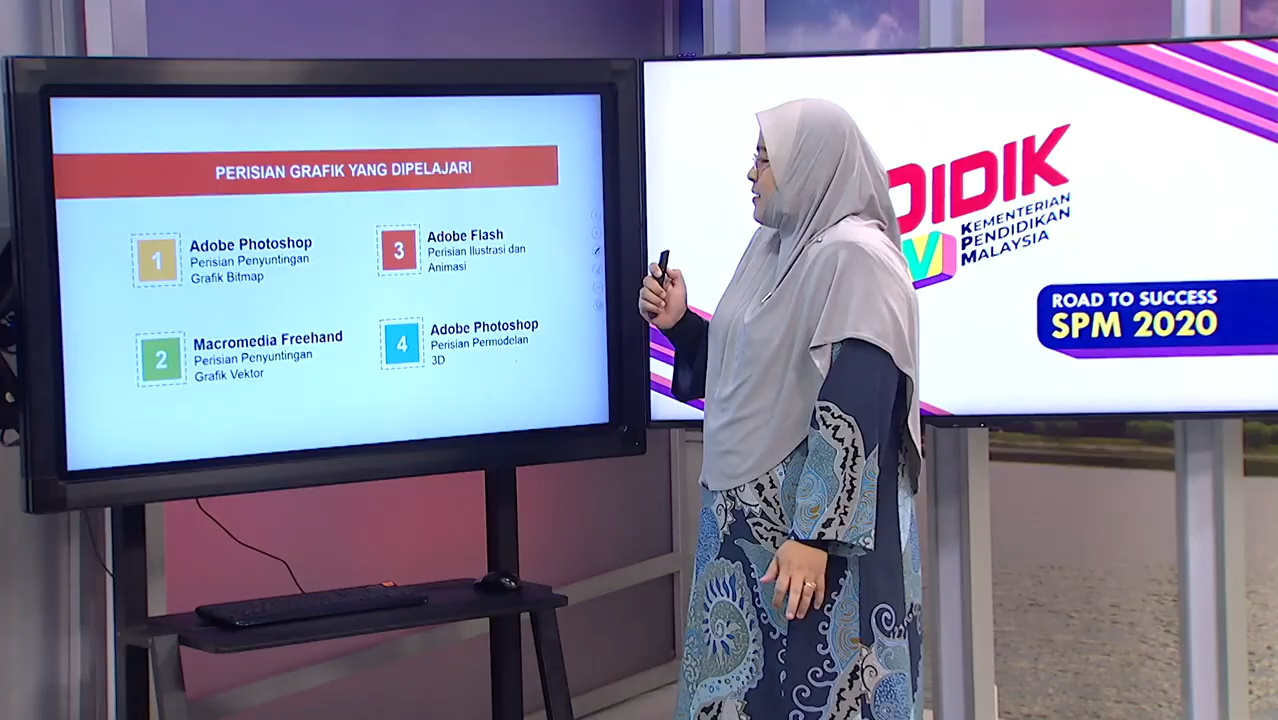 PERISIAN GRAFIK YANG DIPELAJARI
1
Adobe Photoshop
Perisian Penyuntingan
Grafik Bitmap
2
Macromedia Freehand
Perisian Penyuntingan
Grafik Vektor
3
Adobe Flash
Perisian Ilustrasi dan
Animasi
4
Adobe Photoshop
Perisian Permodelan
3D
DIDIK
V
KEMENTERIAN
PENDIDIKAN
MALAYSIA
ROAD TO SUCCESS
SPM 2020